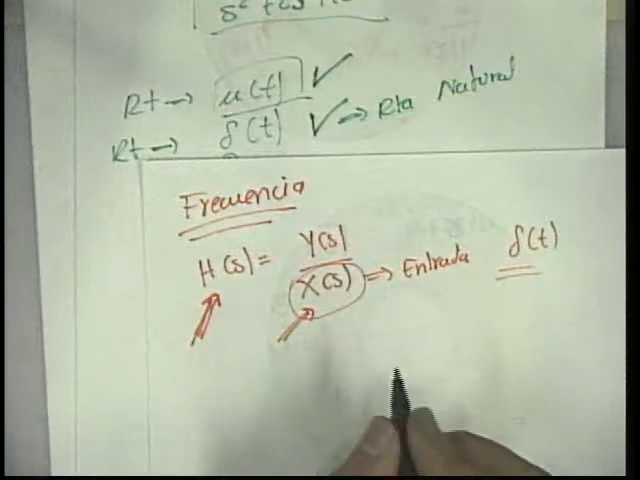 Rt → u(t) ✓
Rt → δ(t) ✓ ⇒ Rta Natural
Frecuencia
H(s) = Y(s)
X(s) ⇒ Entrada δ(t)